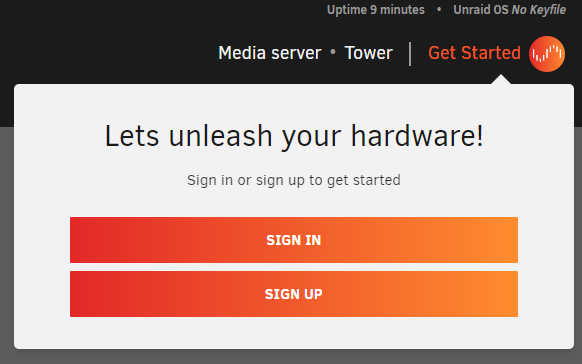 Uptime 9 minutes • Unraid OS No Keyfile
Media server • Tower | Get Started
Lets unleash your hardware!
Sign in or sign up to get started
SIGN IN
SIGN UP